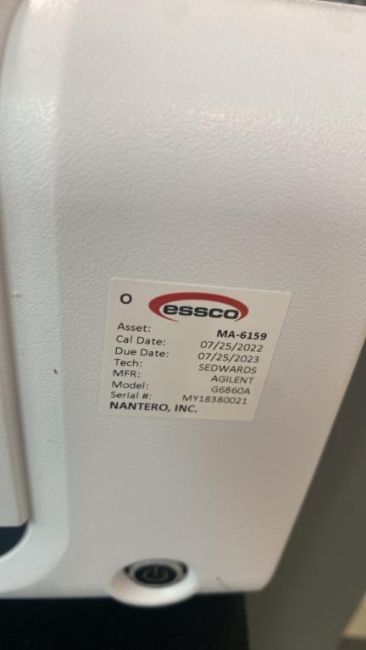 O essco
Asset: MA-6159
Cal Date: 07/25/2022
Due Date: 07/25/2023
Tech: SEDWARDS
MFR: AGILENT
Model: G6860A
Serial #: MY18380021
NANTERO, INC.